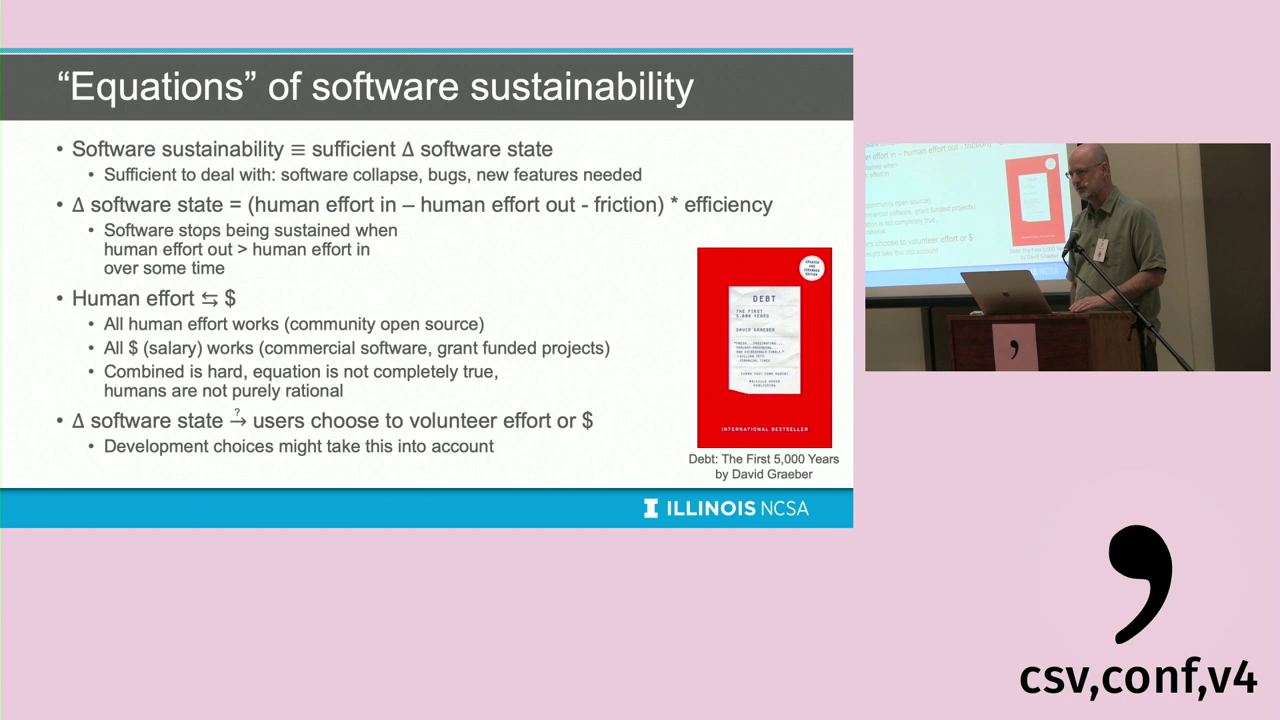 “Equations” of software sustainability
• Software sustainability ≡ sufficient Δ software state
• Sufficient to deal with: software collapse, bugs, new features needed
• Δ software state = (human effort in – human effort out - friction) * efficiency
• Software stops being sustained when
human effort out > human effort in
over some time
• Human effort ⇆ $
• All human effort works (community open source)
• All $ (salary) works (commercial software, grant funded projects)
• Combined is hard, equation is not completely true,
humans are not purely rational
• Δ software state →? users choose to volunteer effort or $
• Development choices might take this into account
UPDATED
AND
EXPANDED
EDITION
DEBT
THE FIRST
5,000 YEARS
DAVID GRAEBER
INTERNATIONAL BESTSELLER
Debt: The First 5,000 Years
by David Graeber
ILLINOIS NCSA
csv,conf,v4